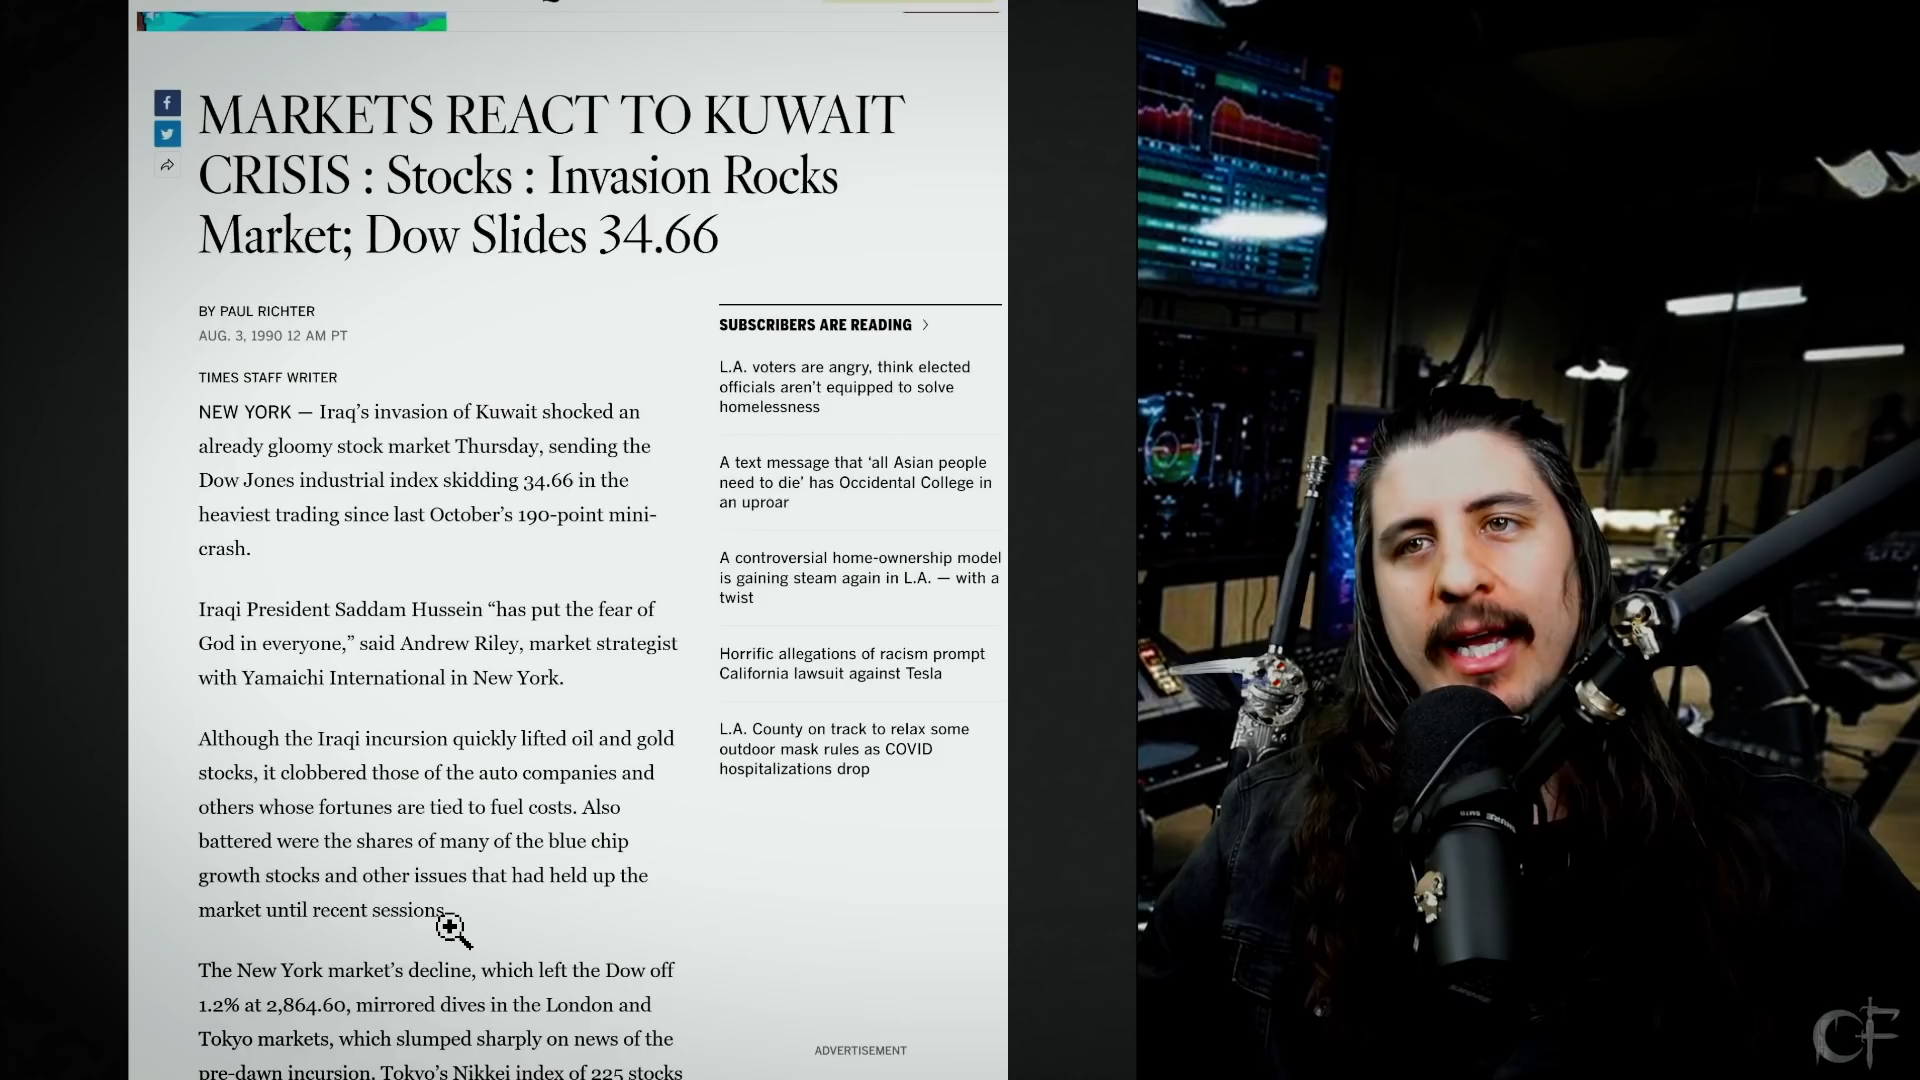 MARKETS REACT TO KUWAIT
CRISIS : Stocks : Invasion Rocks
Market; Dow Slides 34.66
BY PAUL RICHTER
AUG. 3, 1990 12 AM PT
TIMES STAFF WRITER
NEW YORK — Iraq’s invasion of Kuwait shocked an
already gloomy stock market Thursday, sending the
Dow Jones industrial index skidding 34.66 in the
heaviest trading since last October’s 190-point mini-
crash.
Iraqi President Saddam Hussein “has put the fear of
God in everyone,” said Andrew Riley, market strategist
with Yamaichi International in New York.
Although the Iraqi incursion quickly lifted oil and gold
stocks, it clobbered those of the auto companies and
others whose fortunes are tied to fuel costs. Also
battered were the shares of many of the blue chip
growth stocks and other issues that had held up the
market until recent sessions.
The New York market’s decline, which left the Dow off
1.2% at 2,864.60, mirrored dives in the London and
Tokyo markets, which slumped sharply on news of the
pre-dawn incursion. Tokyo’s Nikkei index of 225 stocks
SUBSCRIBERS ARE READING >
L.A. voters are angry, think elected
officials aren’t equipped to solve
homelessness
A text message that ‘all Asian people
need to die’ has Occidental College in
an uproar
A controversial home-ownership model
is gaining steam again in L.A. — with a
twist
Horrific allegations of racism prompt
California lawsuit against Tesla
L.A. County on track to relax some
outdoor mask rules as COVID
hospitalizations drop
ADVERTISEMENT
CF